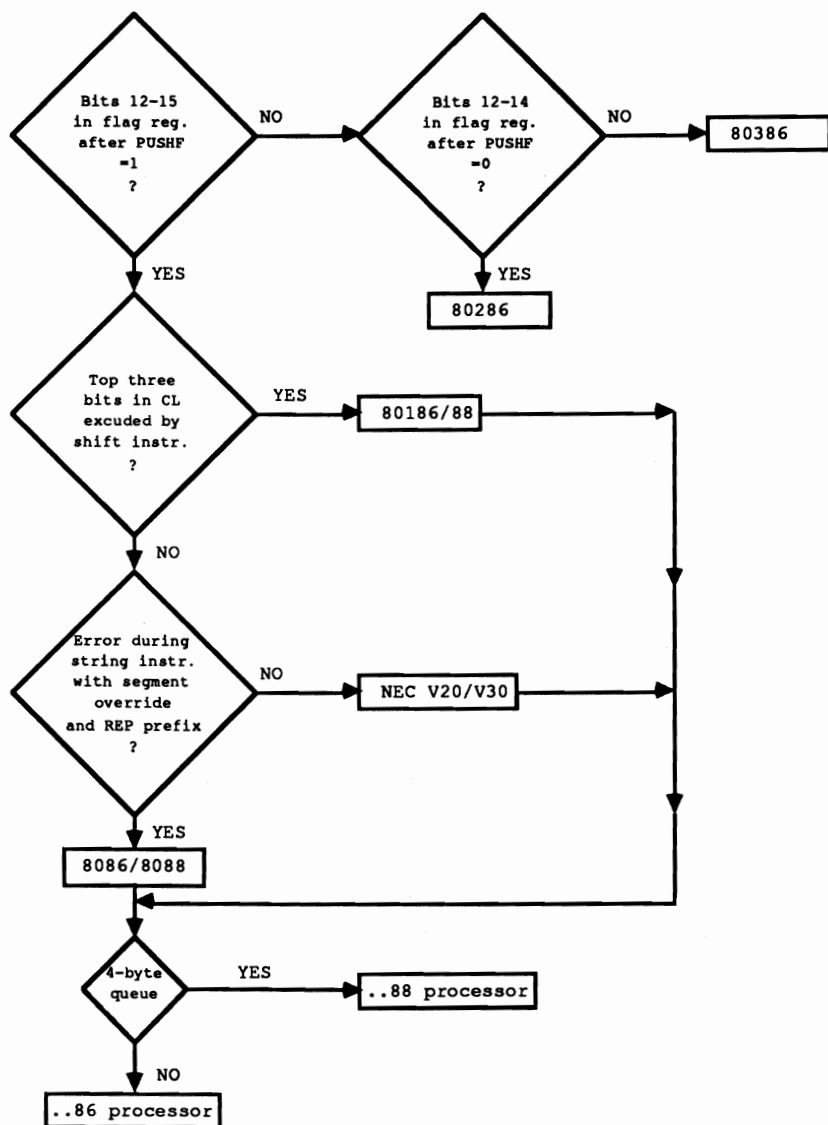 Bits 12-15
in flag reg.
after PUSHF
=1
?
NO
Bits 12-14
in flag reg.
after PUSHF
=0
?
NO
80386
YES
YES
80286
Top three
bits in CL
excuded by
shift instr.
?
YES
80186/88
NO
Error during
string instr.
with segment
override
and REP prefix
?
NO
NEC V20/V30
YES
8086/8088
4-byte
queue
YES
..88 processor
NO
..86 processor